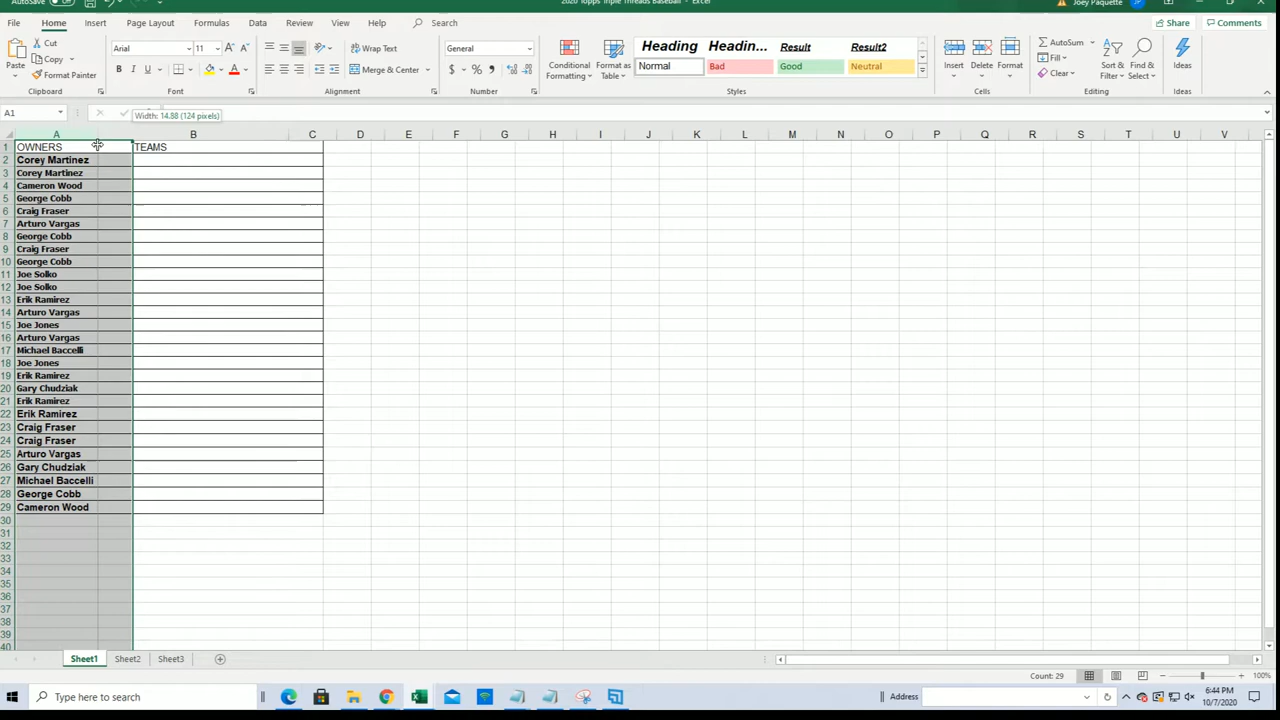 AutoSave
2020 Topps Triple Threads Baseball - Excel
Joey Paquette
File Home Insert Page Layout Formulas Data Review View Help Search Share Comments
Paste Cut Copy Format Painter
Arial 11 A A B I U A
Wrap Text Merge & Center
General $ % 9
Conditional Formatting Format as Table
Heading Headin... Result Result2
Normal Bad Good Neutral
Insert Delete Format
AutoSum Fill Clear Sort & Filter Find & Select Ideas
Clipboard Font Alignment Number Styles Cells Editing Ideas
A1 Width: 14.88 (124 pixels)
A B C D E F G H I J K L M N O P Q R S T U V
1 OWNERS TEAMS
2 Corey Martinez
3 Corey Martinez
4 Cameron Wood
5 George Cobb
6 Craig Fraser
7 Arturo Vargas
8 George Cobb
9 Craig Fraser
10 George Cobb
11 Joe Solko
12 Joe Solko
13 Erik Ramirez
14 Arturo Vargas
15 Joe Jones
16 Arturo Vargas
17 Michael Baccelli
18 Joe Jones
19 Erik Ramirez
20 Gary Chudziak
21 Erik Ramirez
22 Erik Ramirez
23 Craig Fraser
24 Craig Fraser
25 Arturo Vargas
26 Gary Chudziak
27 Michael Baccelli
28 George Cobb
29 Cameron Wood
30
31
32
33
34
35
36
37
38
39
40
Sheet1 Sheet2 Sheet3
Count: 29 100%
Type here to search Address 6:44 PM
10/7/2020